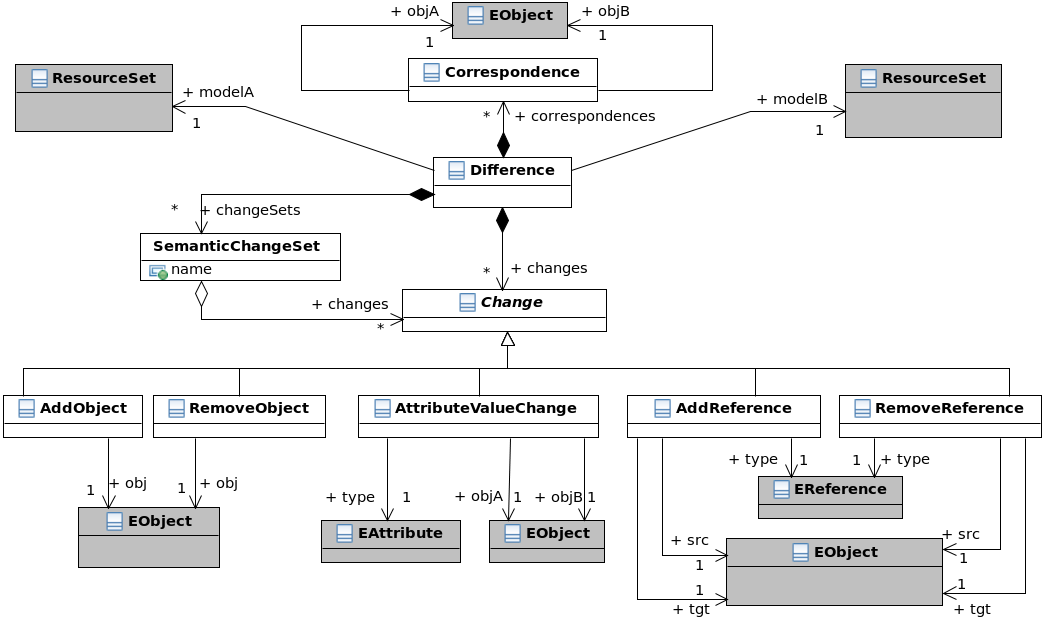 + objA
EObject
+ objB
1
1
Correspondence
ResourceSet
ResourceSet
+ modelA
+ modelB
1
* + correspondences
1
Difference
* + changeSets
SemanticChangeSet
name
* + changes
+ changes
*
Change
AddObject
RemoveObject
AttributeValueChange
AddReference
RemoveReference
+ type 1
1 + type
1 + obj
1 + obj
+ type 1
+ objA 1
+ objB 1
EReference
EObject
EAttribute
EObject
+ src
1
+ src
1
EObject
1
+ tgt
1
+ tgt